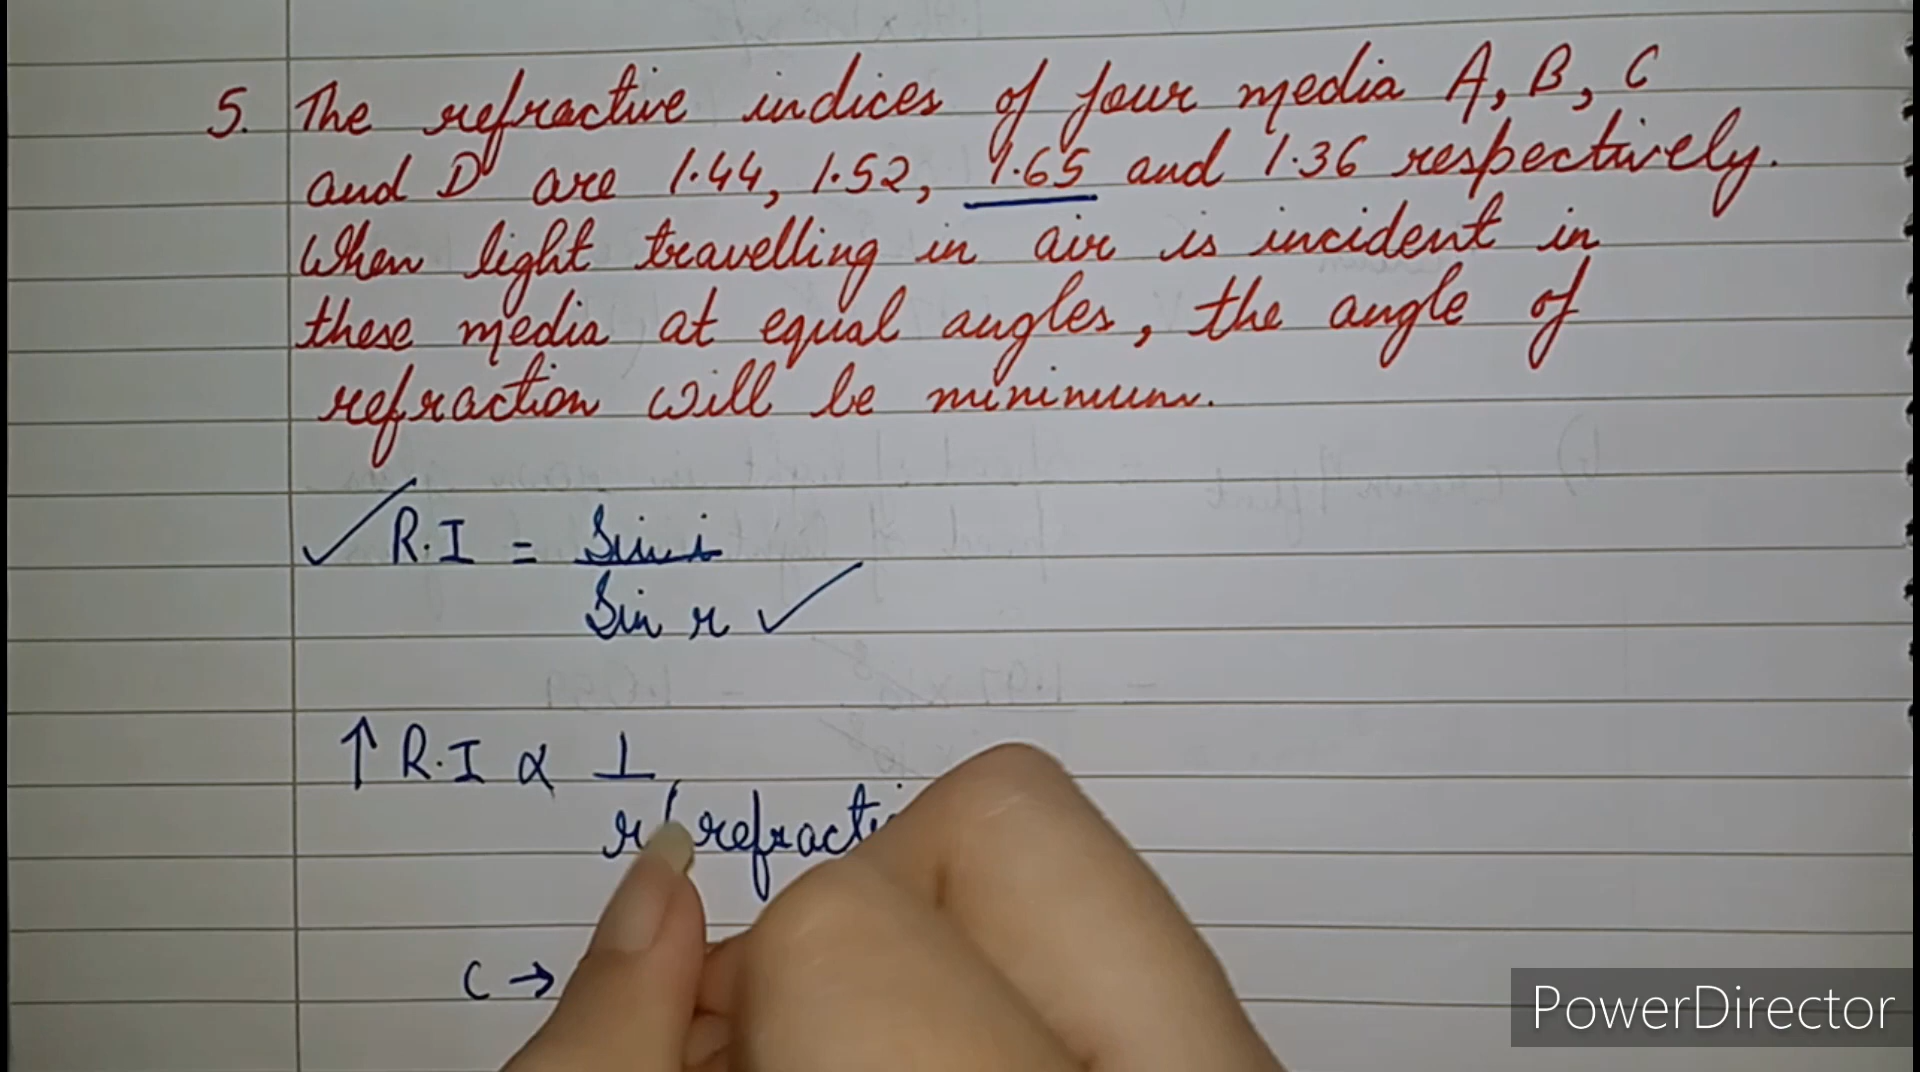 5. The refractive indices of four media A, B, C
and D are 1.44, 1.52, 1.65 and 1.36 respectively.
When light travelling in air is incident in
these media at equal angles, the angle of
refraction will be minimum.
R.I = Sin i
Sin r
↑ R.I ∝ 1
r (refracti
C →
PowerDirector